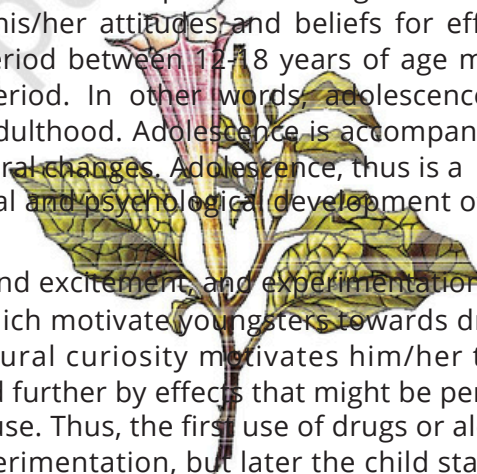 his/her attitudes and beliefs for eff
eriod between 12-18 years of age m
eriod. In other words, adolescence
dulthood. Adolescence is accompan
ral changes. Adolescence, thus is a
al and psychological development o
nd excitement, and experimentation
ich motivate youngsters towards dr
ural curiosity motivates him/her t
d further by effects that might be per
use. Thus, the first use of drugs or al
erimentation, but later the child sta